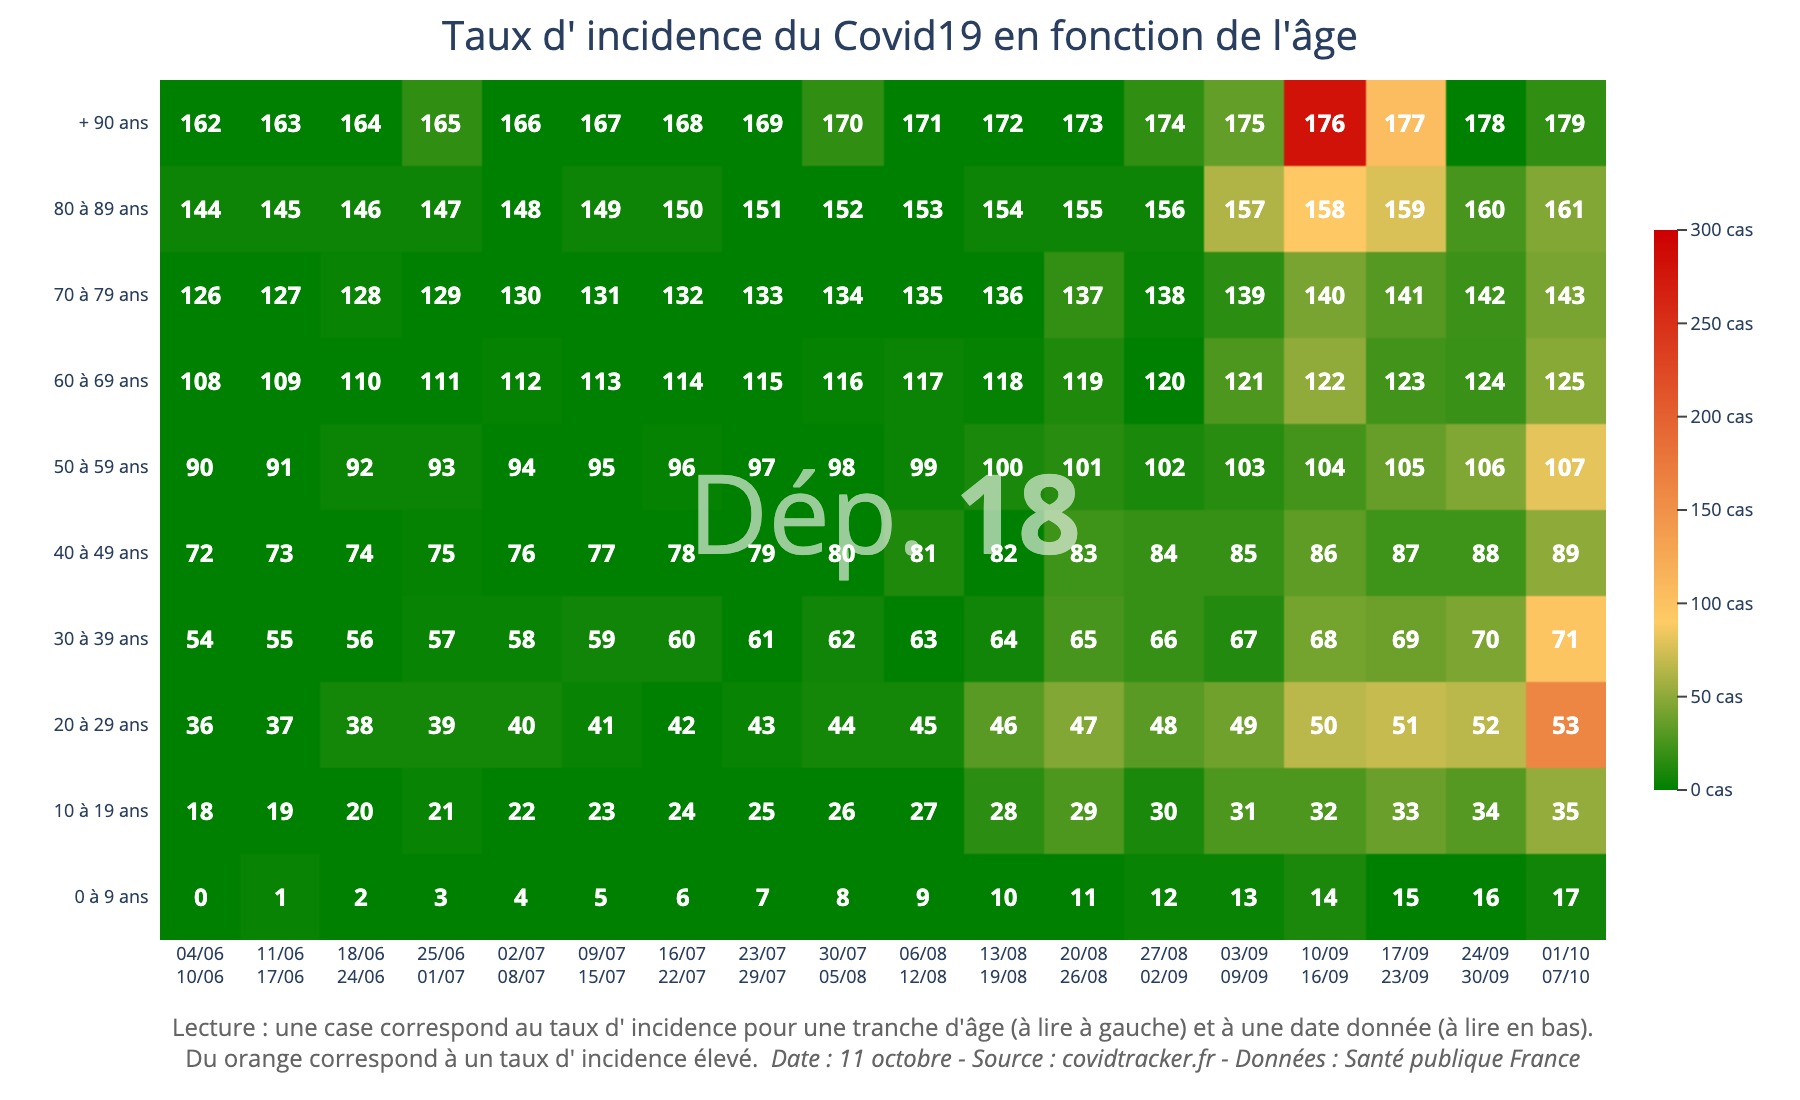 Taux d' incidence du Covid19 en fonction de l'âge
+ 90 ans 162 163 164 165 166 167 168 169 170 171 172 173 174 175 176 177 178 179
80 à 89 ans 144 145 146 147 148 149 150 151 152 153 154 155 156 157 158 159 160 161
300 cas
70 à 79 ans 126 127 128 129 130 131 132 133 134 135 136 137 138 139 140 141 142 143
250 cas
60 à 69 ans 108 109 110 111 112 113 114 115 116 117 118 119 120 121 122 123 124 125
200 cas
50 à 59 ans 90 91 92 93 94 95 96 97 98 99 100 101 102 103 104 105 106 107
150 cas
Dép. 18
40 à 49 ans 72 73 74 75 76 77 78 79 80 81 82 83 84 85 86 87 88 89
100 cas
30 à 39 ans 54 55 56 57 58 59 60 61 62 63 64 65 66 67 68 69 70 71
50 cas
20 à 29 ans 36 37 38 39 40 41 42 43 44 45 46 47 48 49 50 51 52 53
0 cas
10 à 19 ans 18 19 20 21 22 23 24 25 26 27 28 29 30 31 32 33 34 35
0 à 9 ans 0 1 2 3 4 5 6 7 8 9 10 11 12 13 14 15 16 17
04/06 11/06 18/06 25/06 02/07 09/07 16/07 23/07 30/07 06/08 13/08 20/08 27/08 03/09 10/09 17/09 24/09 01/10
10/06 17/06 24/06 01/07 08/07 15/07 22/07 29/07 05/08 12/08 19/08 26/08 02/09 09/09 16/09 23/09 30/09 07/10
Lecture : une case correspond au taux d' incidence pour une tranche d'âge (à lire à gauche) et à une date donnée (à lire en bas).
Du orange correspond à un taux d' incidence élevé. Date : 11 octobre - Source : covidtracker.fr - Données : Santé publique France